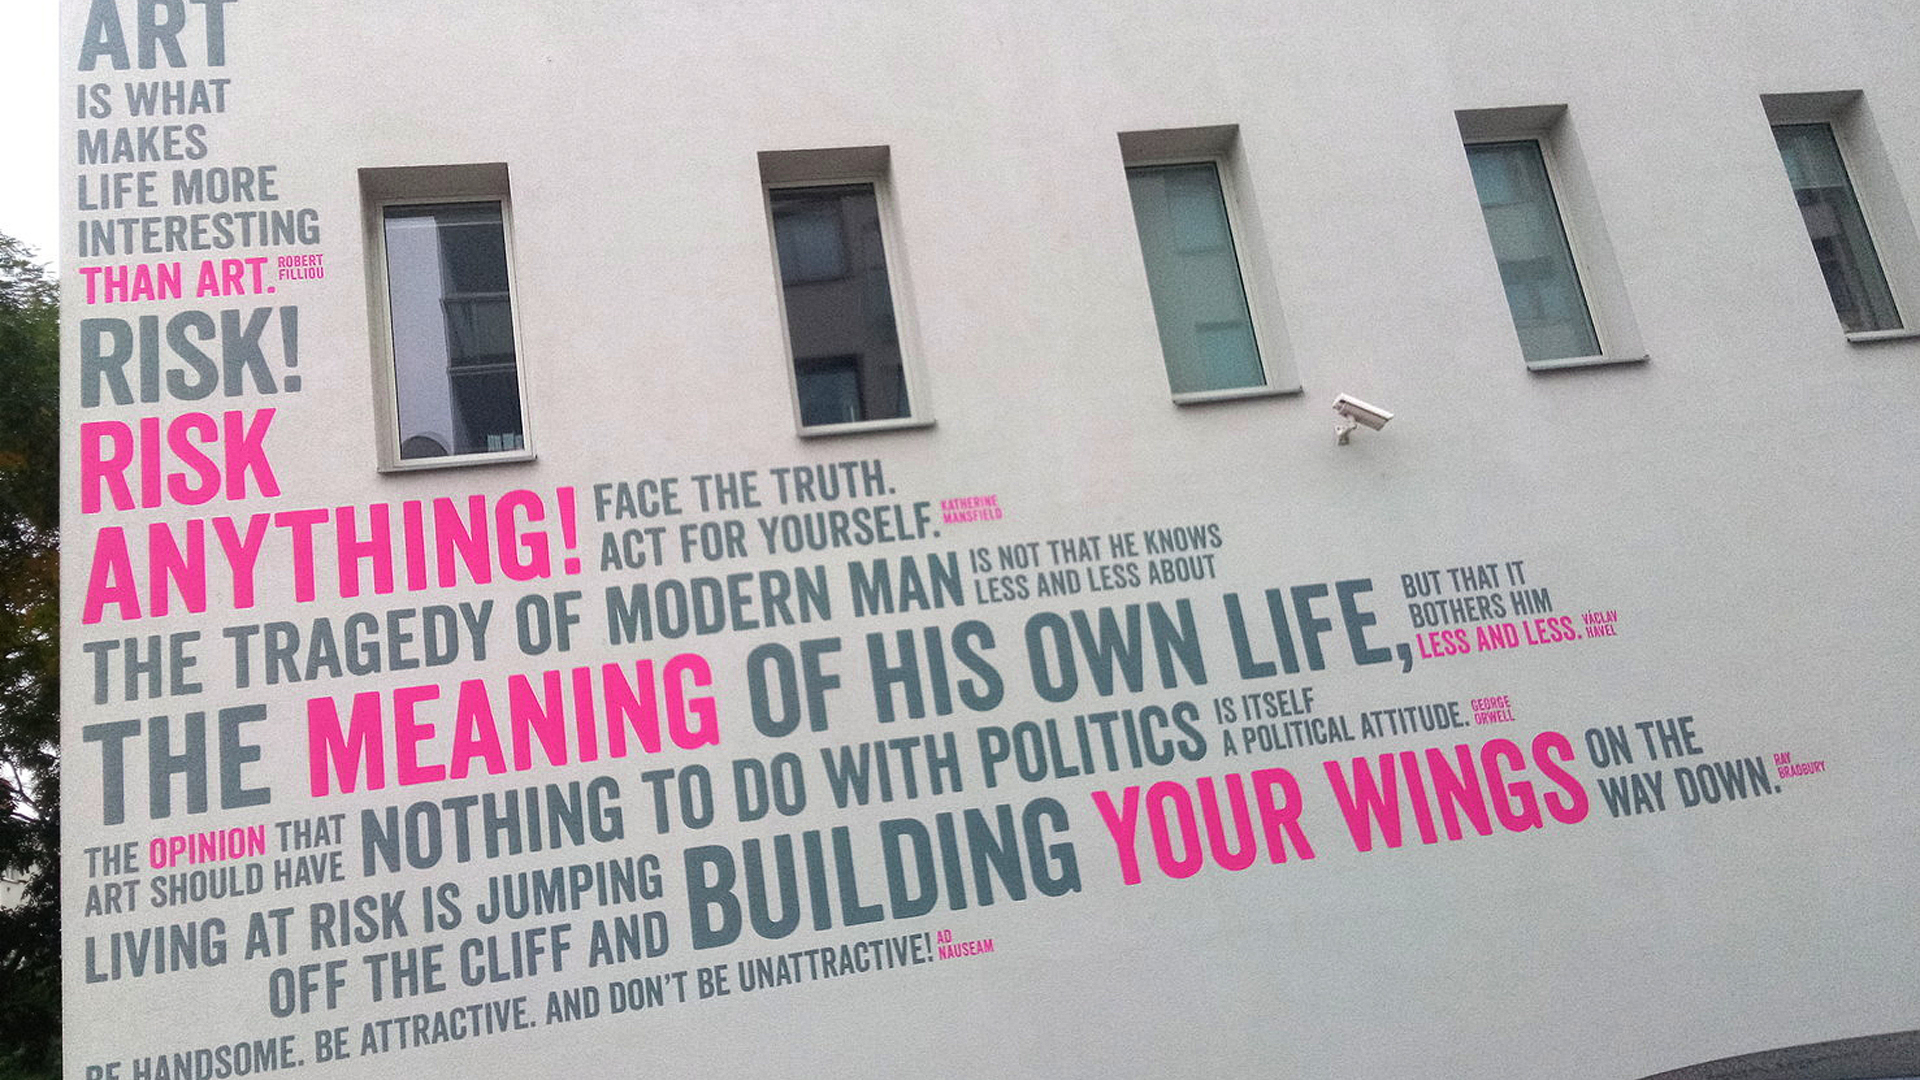 ART
IS WHAT
MAKES
LIFE MORE
INTERESTING
THAN ART.
ROBERT
FILLIOU
RISK!
RISK
ANYTHING!
FACE THE TRUTH.
ACT FOR YOURSELF.
KATHERINE
MANSFIELD
THE TRAGEDY OF MODERN MAN
IS NOT THAT HE KNOWS
LESS AND LESS ABOUT
THE MEANING OF HIS OWN LIFE,
BUT THAT IT
BOTHERS HIM
LESS AND LESS.
VÁCLAV
HAVEL
THE OPINION THAT
ART SHOULD HAVE
NOTHING TO DO WITH POLITICS
IS ITSELF
A POLITICAL ATTITUDE.
GEORGE
ORWELL
LIVING AT RISK IS JUMPING
OFF THE CLIFF AND
BUILDING YOUR WINGS
ON THE
WAY DOWN.
RAY
BRADBURY
BE HANDSOME. BE ATTRACTIVE. AND DON'T BE UNATTRACTIVE!
AD
NAUSEAM